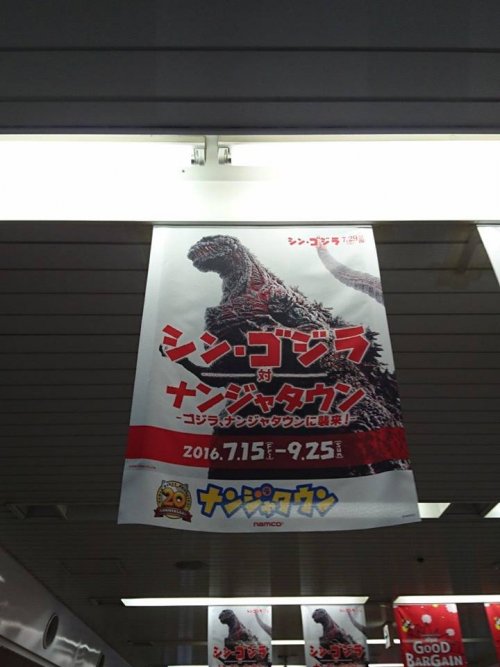 シン・ゴジラ 7.29
シン・ゴジラ
対
ナンジャタウン
-ゴジラ、ナンジャタウンに襲来！-
2016.7.15-9.25
20
ナンジャタウン
namco
GOOD
BARGAIN